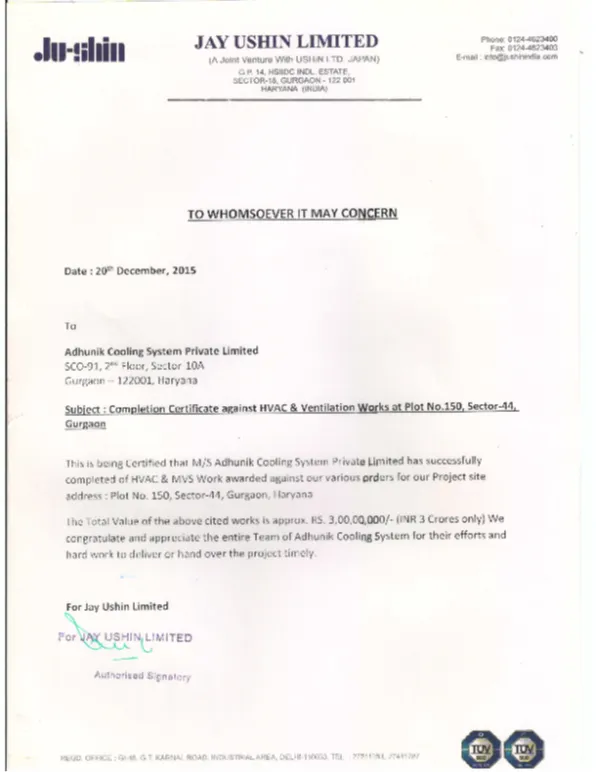 Ju-shin
JAY USHIN LIMITED
(A Joint Venture With USHIN LTD. JAPAN)
G.P. 14, HSIIDC INDL. ESTATE,
SECTOR-18, GURGAON - 122 001
HARYANA (INDIA)
Phone: 0124-4623400
Fax: 0124-4623403
E-mail : info@jushinindia.com
TO WHOMSOEVER IT MAY CONCERN
Date : 20th December, 2015
To
Adhunik Cooling System Private Limited
SCO-91, 2nd Floor, Sector 10A
Gurgaon – 122001, Haryana
Subject : Completion Certificate against HVAC & Ventilation Works at Plot No.150, Sector-44,
Gurgaon
This is being Certified that M/S Adhunik Cooling System Private Limited has successfully
completed of HVAC & MVS Work awarded against our various orders for our Project site
address : Plot No. 150, Sector-44, Gurgaon, Haryana
The Total Value of the above cited works is approx. RS. 3,00,00,000/- (INR 3 Crores only) We
congratulate and appreciate the entire Team of Adhunik Cooling System for their efforts and
hard work to deliver or hand over the project timely.
For Jay Ushin Limited
For JAY USHIN LIMITED
Authorised Signatory
REGD. OFFICE : GI-48, G.T. KARNAL ROAD, INDUSTRIAL AREA, DELHI-110033. TEL. :
TÜV
TÜV